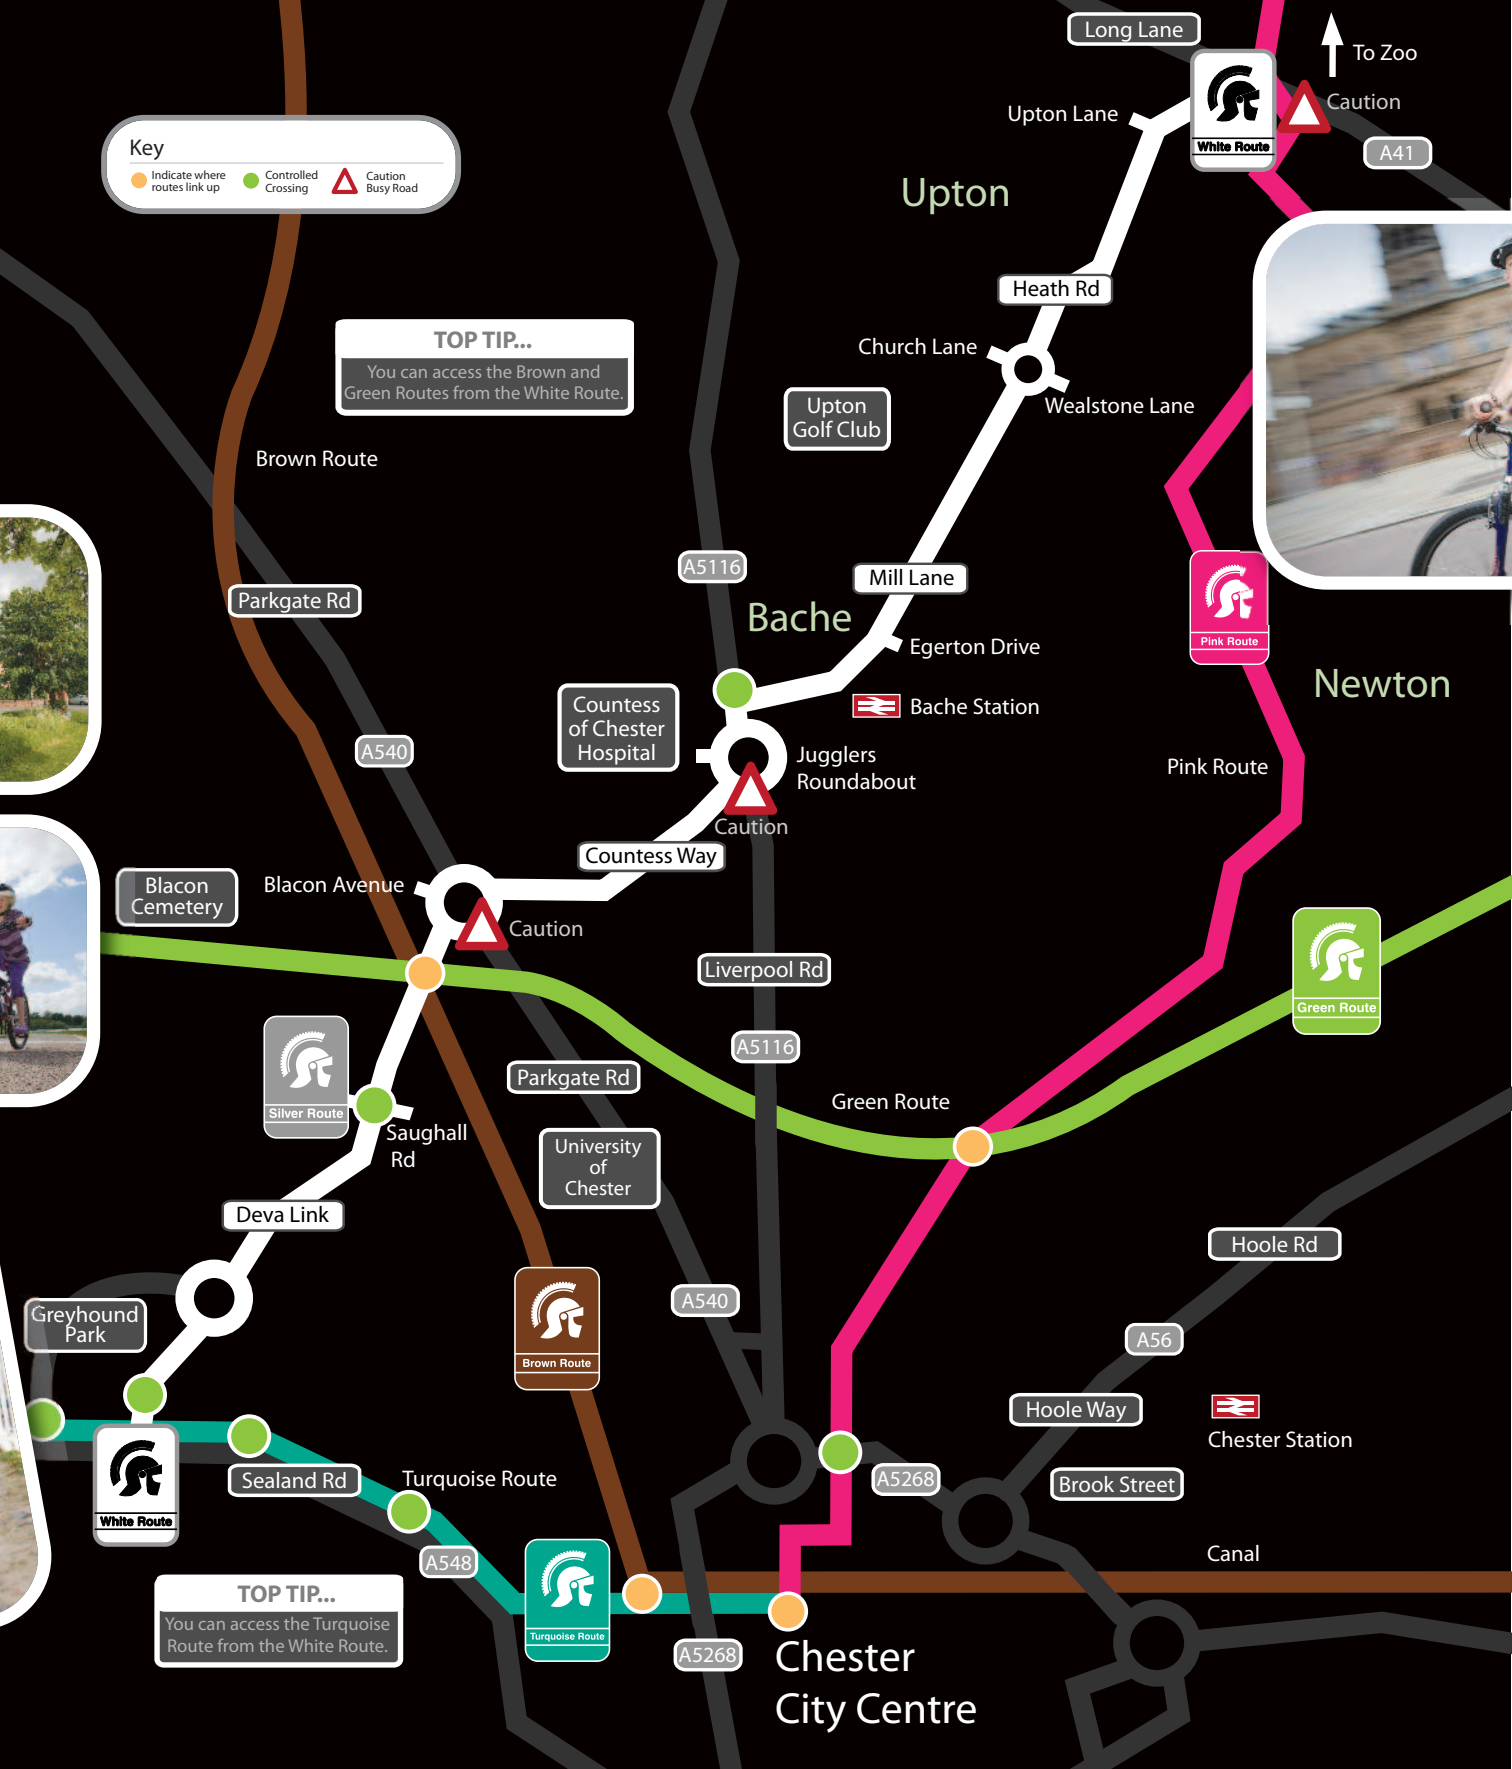 Long Lane
To Zoo
Caution
Upton Lane
White Route
A41
Key
Indicate where
routes link up
Controlled
Crossing
Caution
Busy Road
Upton
Heath Rd
TOP TIP...
You can access the Brown and
Green Routes from the White Route.
Church Lane
Wealstone Lane
Upton
Golf Club
Brown Route
A5116
Mill Lane
Parkgate Rd
Bache
Egerton Drive
Pink Route
Newton
Countess
of Chester
Hospital
Bache Station
A540
Jugglers
Roundabout
Pink Route
Caution
Countess Way
Blacon
Cemetery
Blacon Avenue
Caution
Liverpool Rd
Green Route
A5116
Parkgate Rd
Green Route
Silver Route
Saughall
Rd
University
of
Chester
Deva Link
Hoole Rd
A540
Greyhound
Park
A56
Brown Route
Hoole Way
Chester Station
Sealand Rd
Turquoise Route
A5268
Brook Street
White Route
A548
Canal
TOP TIP...
You can access the Turquoise
Route from the White Route.
Turquoise Route
A5268
Chester
City Centre